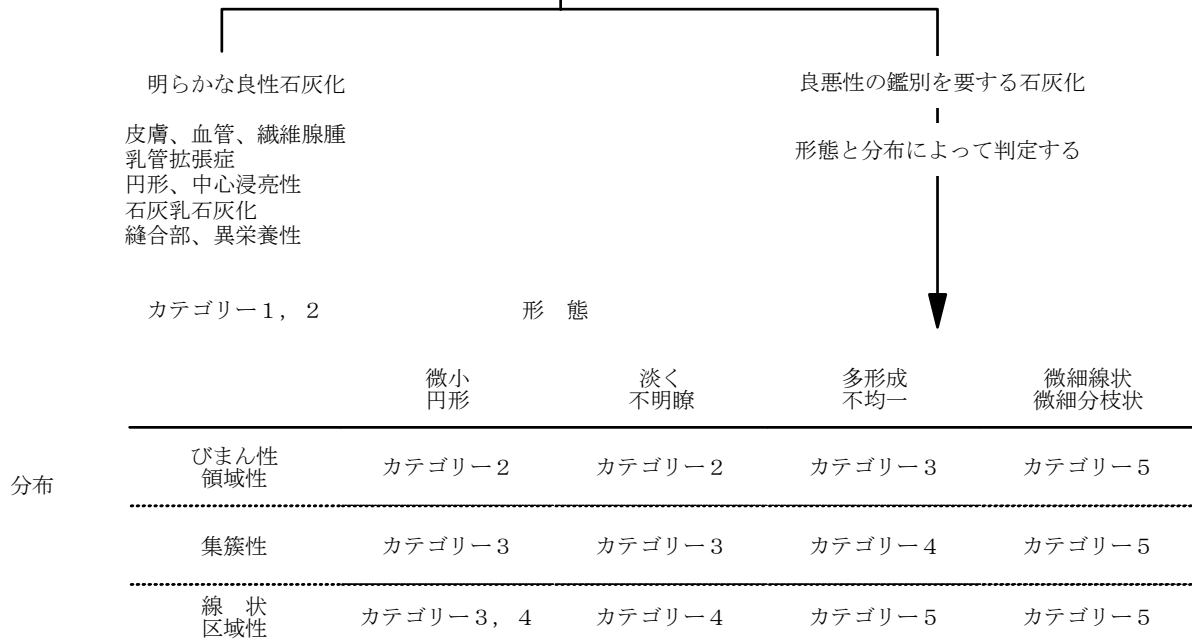 明らかな良性石灰化
良悪性の鑑別を要する石灰化
皮膚、血管、繊維腺腫
乳管拡張症
円形、中心浸亮性
石灰乳石灰化
縫合部、異栄養性
形態と分布によって判定する
カテゴリー1, 2
形 態
微小
円形
淡く
不明瞭
多形成
不均一
微細線状
微細分枝状
分布
びまん性
領域性
カテゴリー2 カテゴリー2 カテゴリー3 カテゴリー5
集簇性 カテゴリー3 カテゴリー3 カテゴリー4 カテゴリー5
線 状
区域性
カテゴリー3, 4 カテゴリー4 カテゴリー5 カテゴリー5